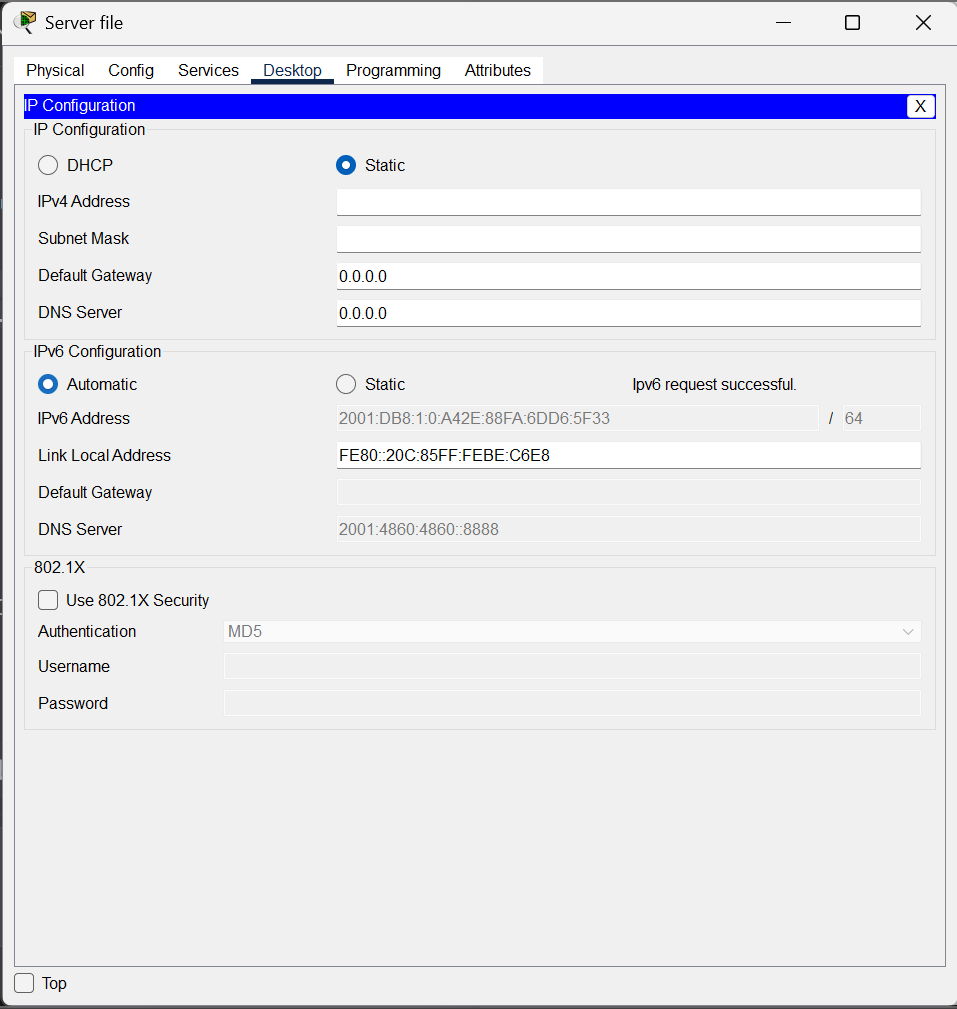 Server file
Physical Config Services Desktop Programming Attributes
IP Configuration X
IP Configuration
DHCP Static
IPv4 Address
Subnet Mask
Default Gateway 0.0.0.0
DNS Server 0.0.0.0
IPv6 Configuration
Automatic Static Ipv6 request successful.
IPv6 Address 2001:DB8:1:0:A42E:88FA:6DD6:5F33 / 64
Link Local Address FE80::20C:85FF:FEBE:C6E8
Default Gateway
DNS Server 2001:4860:4860::8888
802.1X
Use 802.1X Security
Authentication MD5
Username
Password
Top